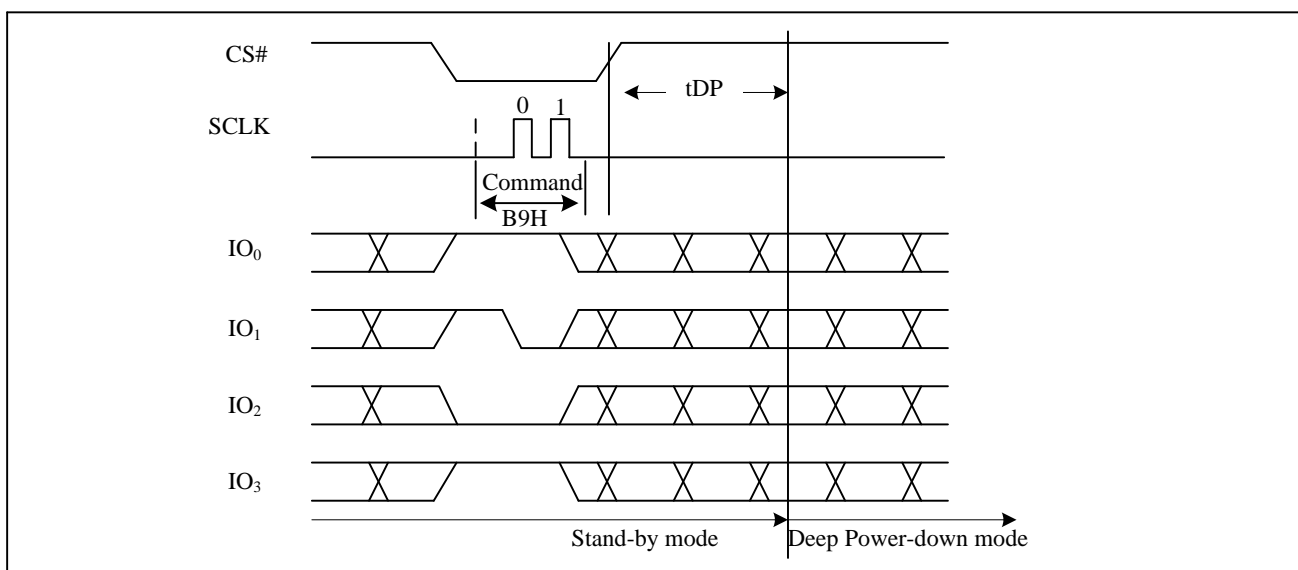 CS#
tDP
0 1
SCLK
Command
B9H
IO₀
IO₁
IO₂
IO₃
Stand-by mode Deep Power-down mode